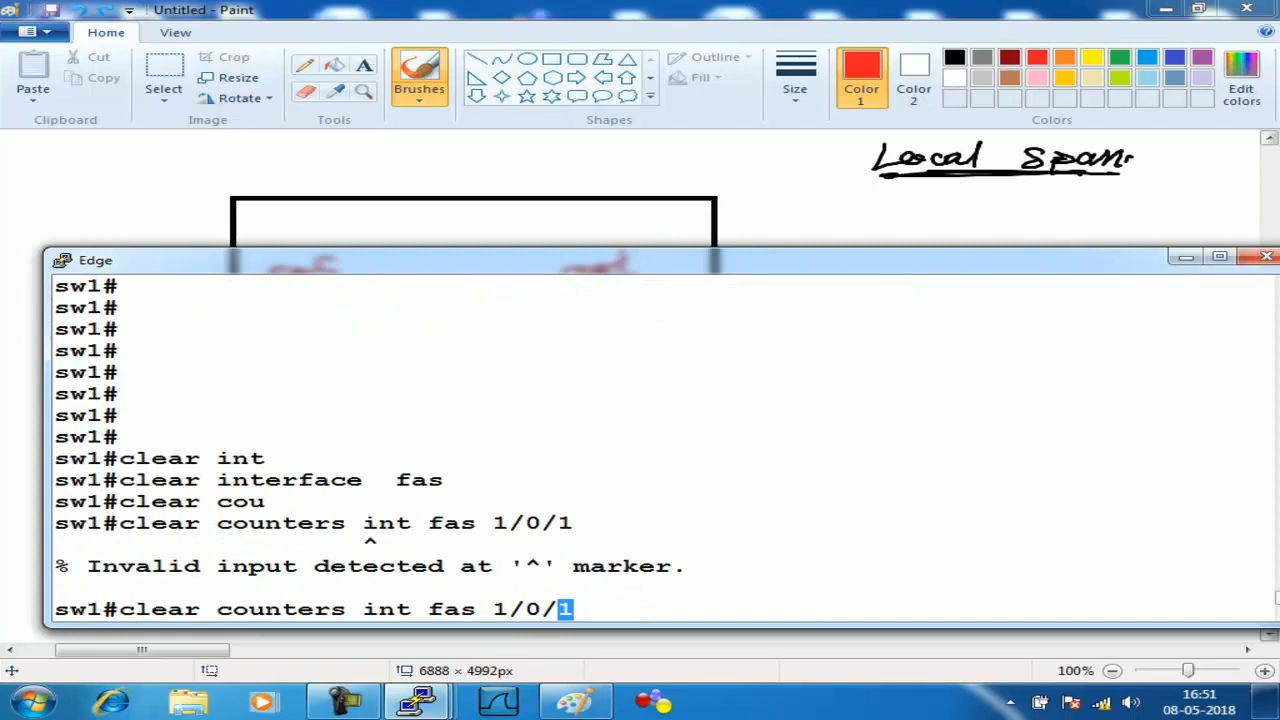 Untitled - Paint
Home View
Cut
Copy
Paste
Clipboard
Select
Resize
Rotate
Image
Tools
Brushes
Outline
Fill
Shapes
Size
Color 1
Color 2
Edit colors
Colors
Local Span
Edge
sw1#
sw1#
sw1#
sw1#
sw1#
sw1#
sw1#
sw1#
sw1#clear int
sw1#clear interface  fas
sw1#clear cou
sw1#clear counters int fas 1/0/1
^
% Invalid input detected at '^' marker.
sw1#clear counters int fas 1/0/1
6888 × 4992px
100%
16:51
08-05-2018